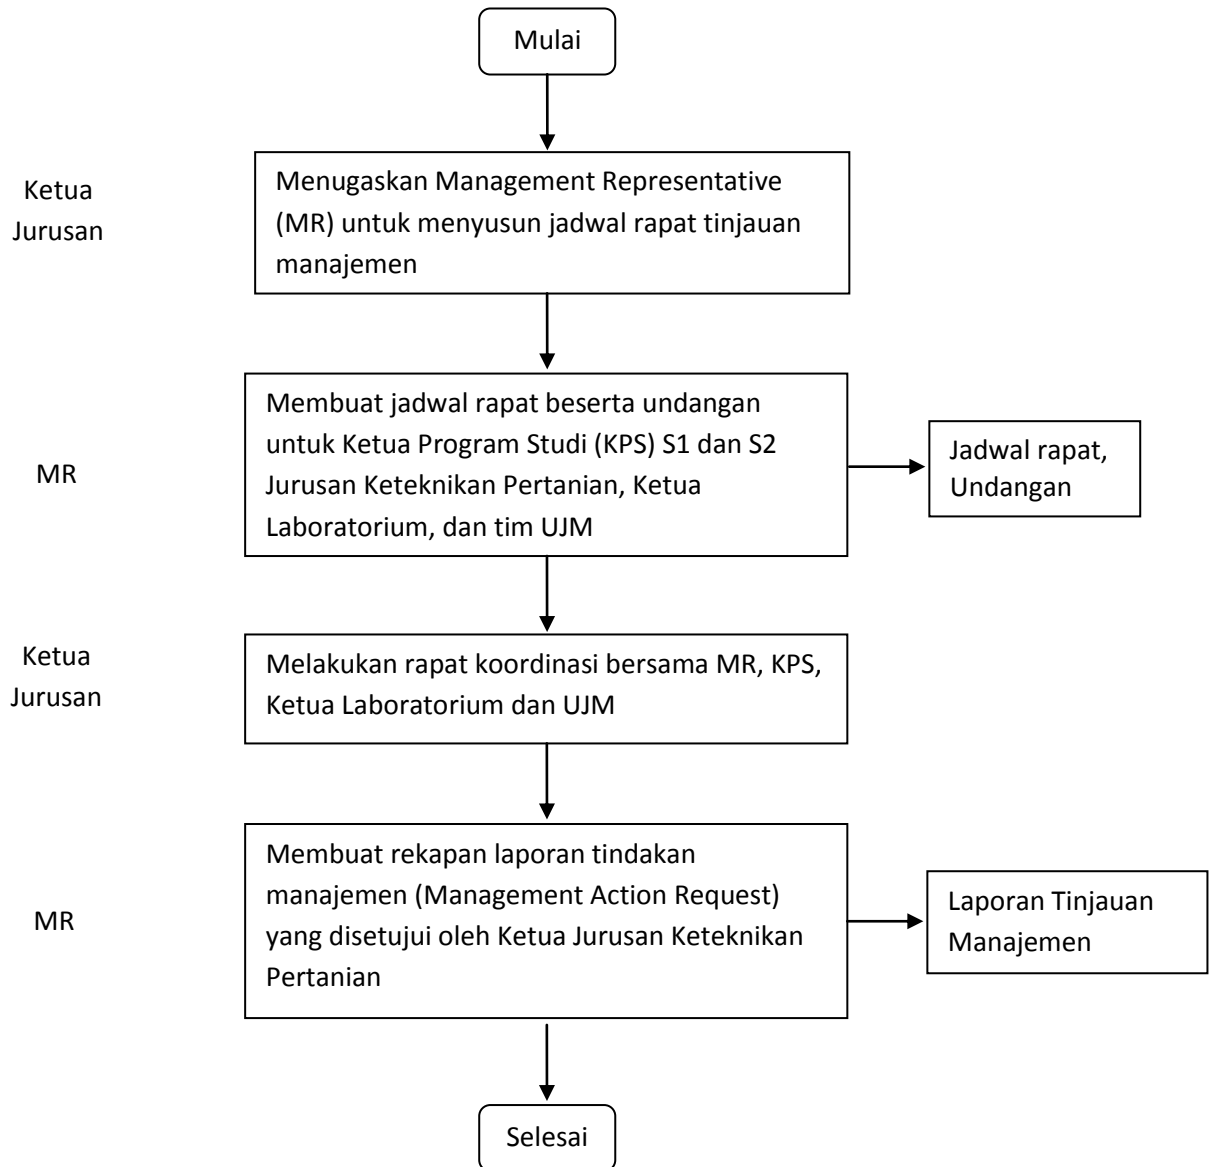 Mulai
Ketua
Jurusan
Menugaskan Management Representative
(MR) untuk menyusun jadwal rapat tinjauan
manajemen
MR
Membuat jadwal rapat beserta undangan
untuk Ketua Program Studi (KPS) S1 dan S2
Jurusan Keteknikan Pertanian, Ketua
Laboratorium, dan tim UJM
Jadwal rapat,
Undangan
Ketua
Jurusan
Melakukan rapat koordinasi bersama MR, KPS,
Ketua Laboratorium dan UJM
MR
Membuat rekapan laporan tindakan
manajemen (Management Action Request)
yang disetujui oleh Ketua Jurusan Keteknikan
Pertanian
Laporan Tinjauan
Manajemen
Selesai